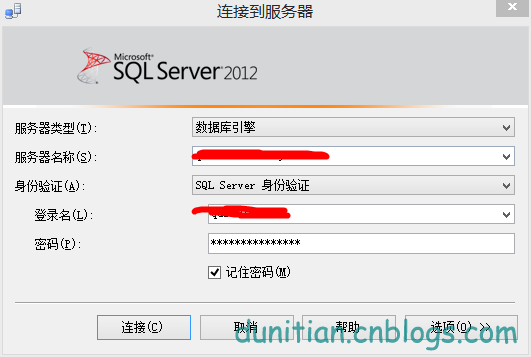 连接到服务器
Microsoft
SQL Server 2012
服务器类型(T): 数据库引擎
服务器名称(S):
身份验证(A): SQL Server 身份验证
登录名(L):
密码(P): ***************
记住密码(M)
连接(C) 取消 帮助 选项(O) >>
dunitian.cnblogs.com